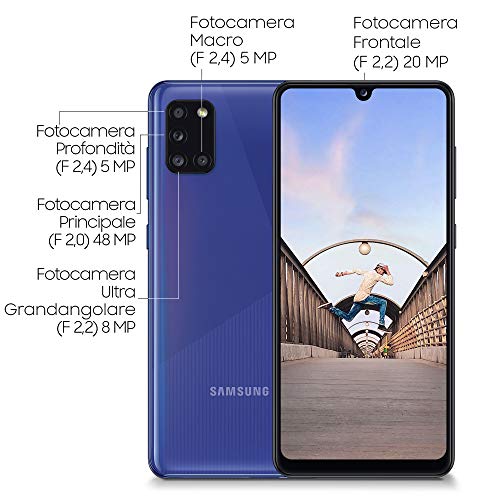 Fotocamera
Macro
(F 2,4) 5 MP
Fotocamera
Frontale
(F 2,2) 20 MP
Fotocamera
Profondità
(F 2,4) 5 MP
Fotocamera
Principale
(F 2,0) 48 MP
Fotocamera
Ultra
Grandangolare
(F 2,2) 8 MP
SAMSUNG